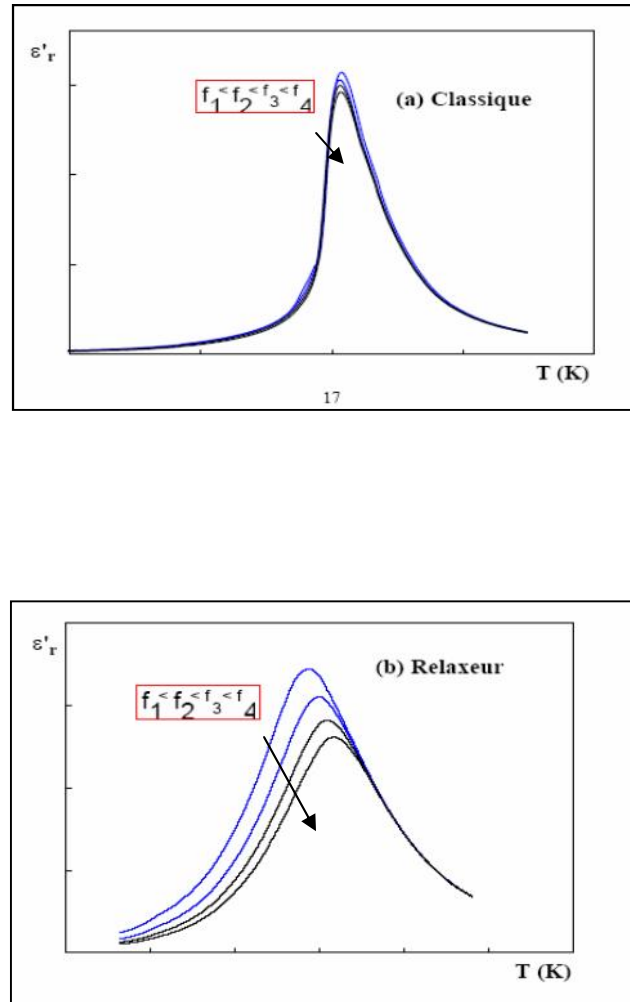 ε'r
f1<f2<f3<f4
(a) Classique
T (K)
17
ε'r
(b) Relaxeur
f1<f2<f3<f4
T (K)